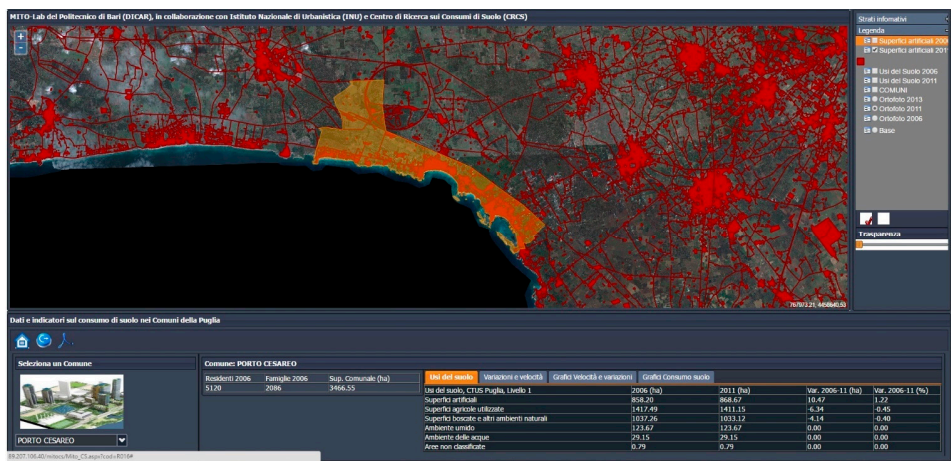 MITO-Lab del Politecnico di Bari (DICAR), in collaborazione con Istituto Nazionale di Urbanistica (INU) e Centro di Ricerca sui Consumi di Suolo (CRCS)
Strati infomativi
Legenda
Superfici artificiali 200
Superfici artificiali 201
Usi del Suolo 2006
Usi del Suolo 2011
COMUNI
Ortofoto 2013
Ortofoto 2011
Ortofoto 2006
Base
Trasparenza
Dati e indicatori sul consumo di suolo nei Comuni della Puglia
Seleziona un Comune
PORTO CESAREO
Comune: PORTO CESAREO
Residenti 2006 Famiglie 2006 Sup. Comunale (ha)
5120 2086 3466.55
Usi del suolo Variazioni e velocità Grafici Velocità e variazioni Grafici Consumo suolo
Usi del suolo, CTUS Puglia, Livello 1 2006 (ha) 2011 (ha) Var. 2006-11 (ha) Var. 2006-11 (%)
Superfici artificiali 858.20 868.67 10.47 1.22
Superfici agricole utilizzate 1417.49 1411.15 -6.34 -0.45
Superfici boscate e altri ambienti naturali 1037.26 1033.12 -4.14 -0.40
Ambiente umido 123.67 123.67 0.00 0.00
Ambiente delle acque 29.15 29.15 0.00 0.00
Aree non classificate 0.79 0.79 0.00 0.00